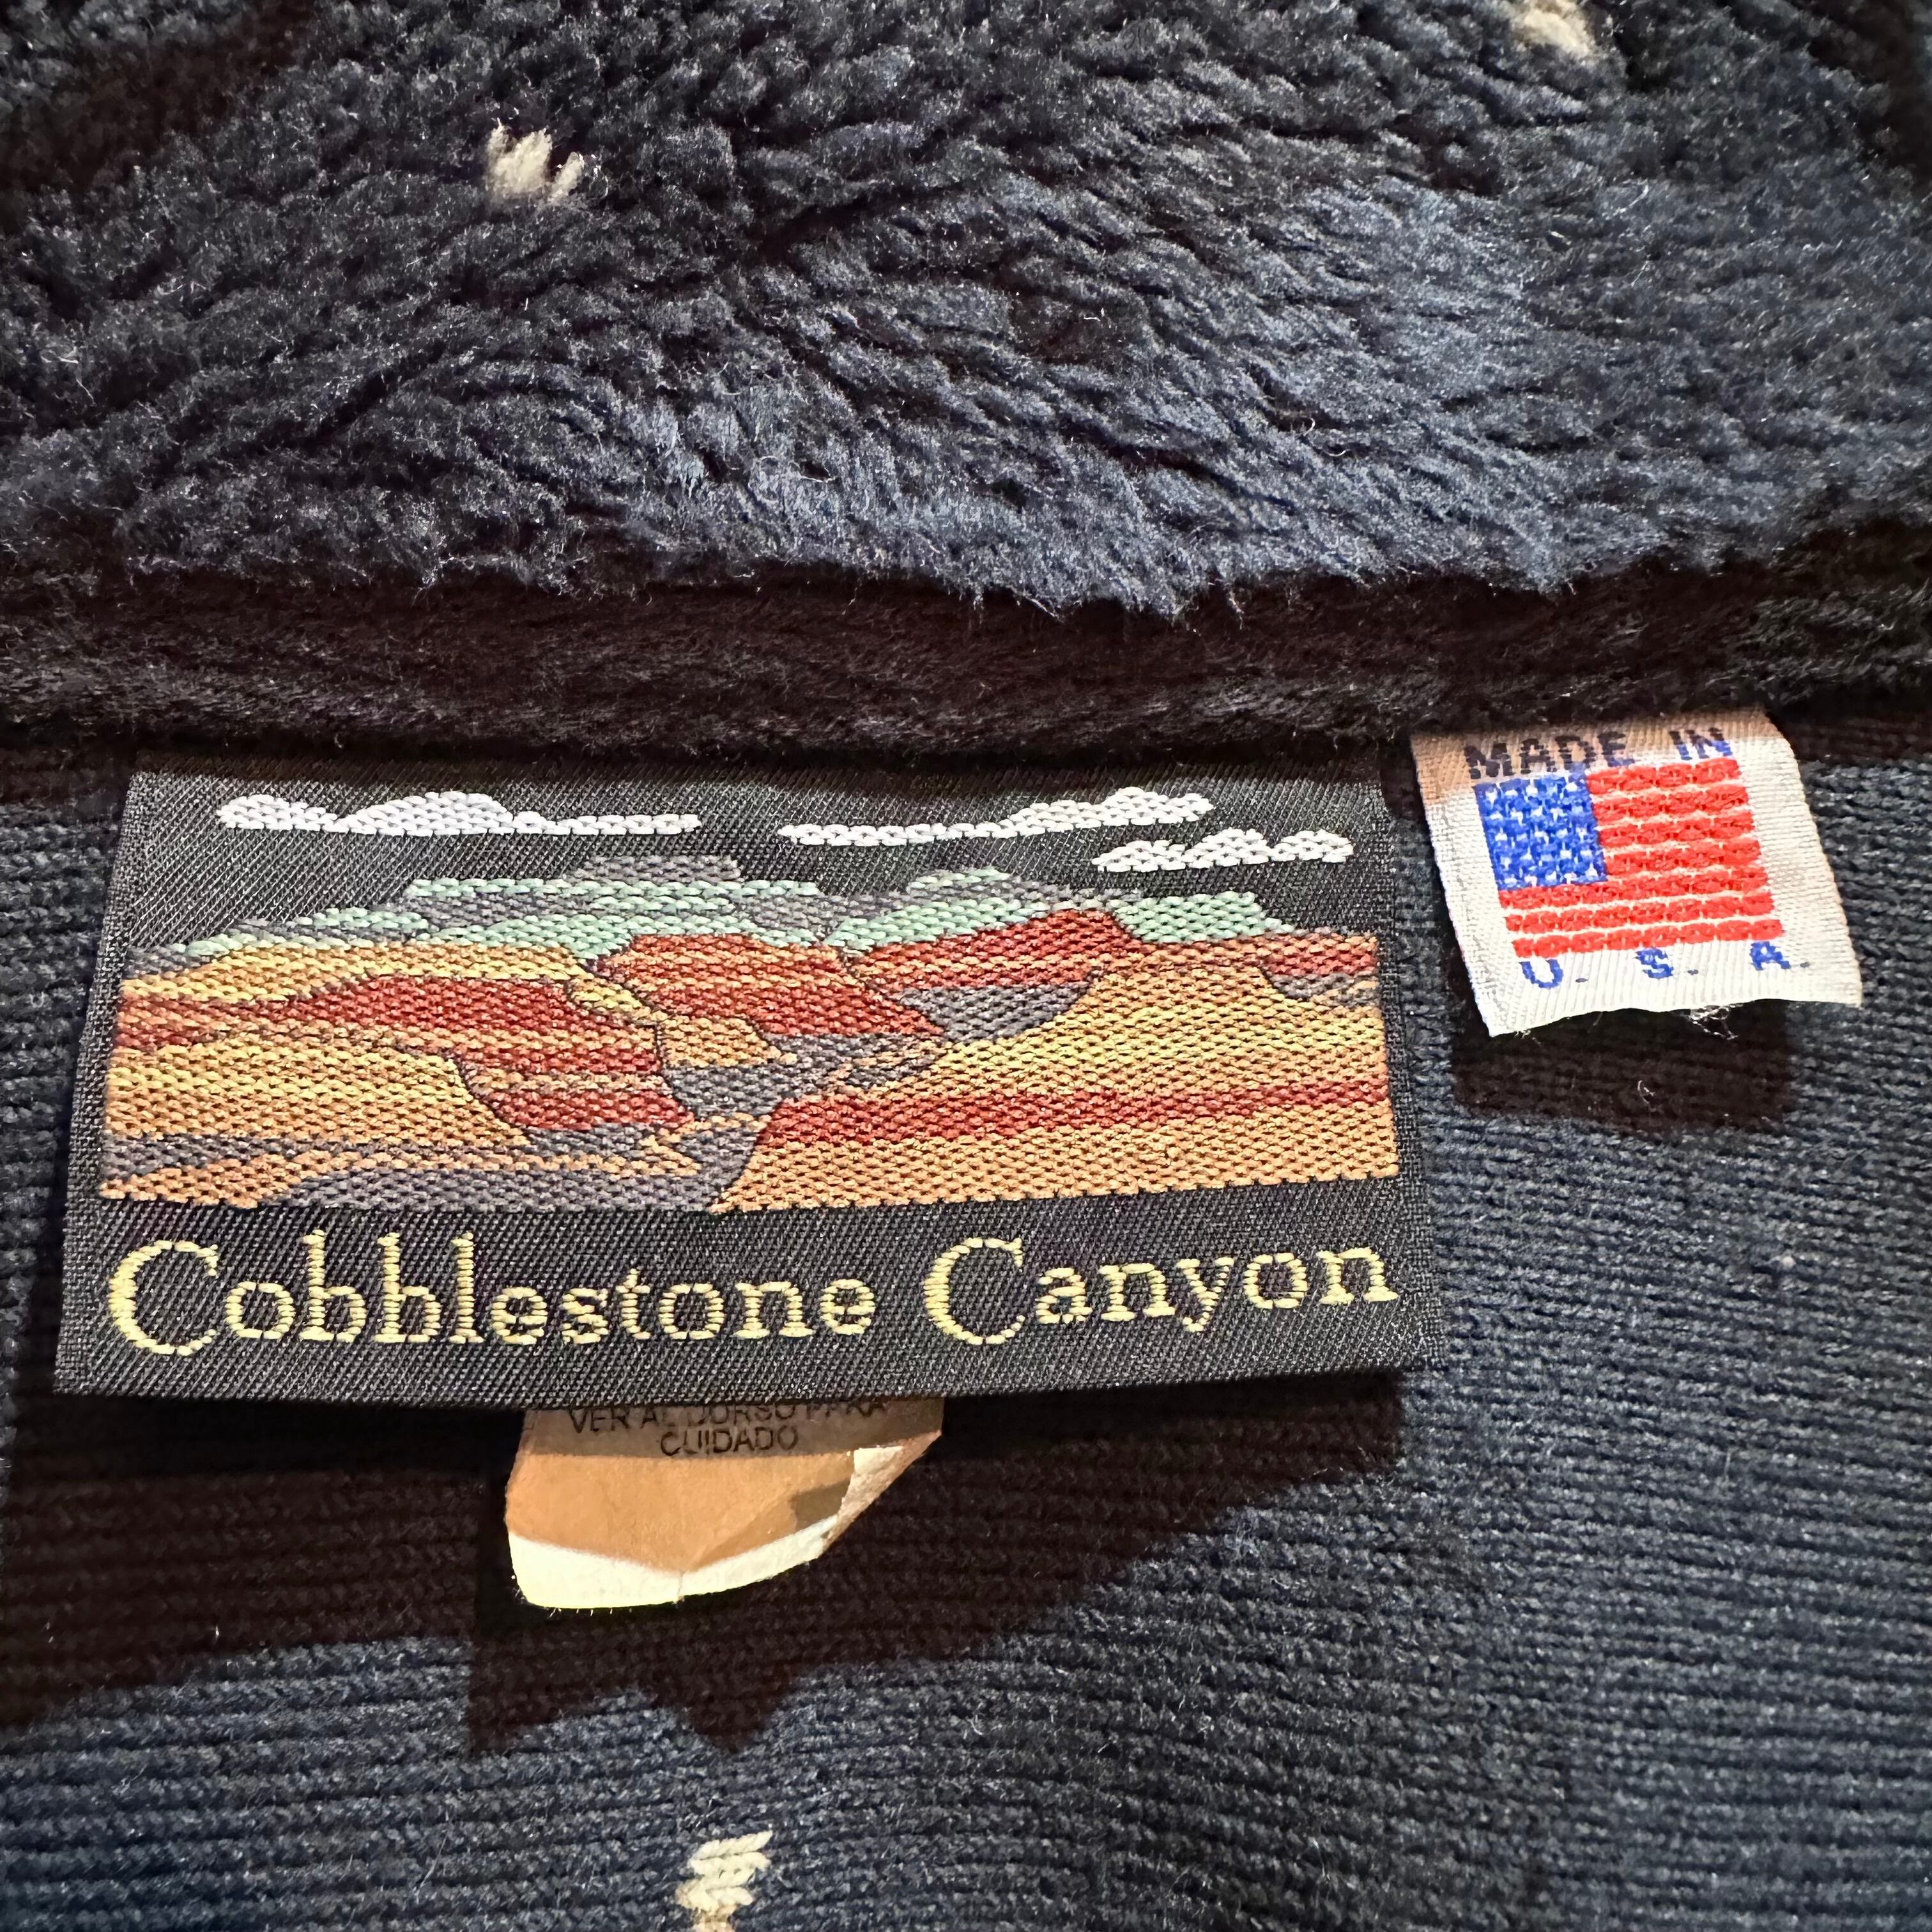 MADE IN
U. S. A.
Cobblestone Canyon
VER AL DORSO PARA
CUIDADO